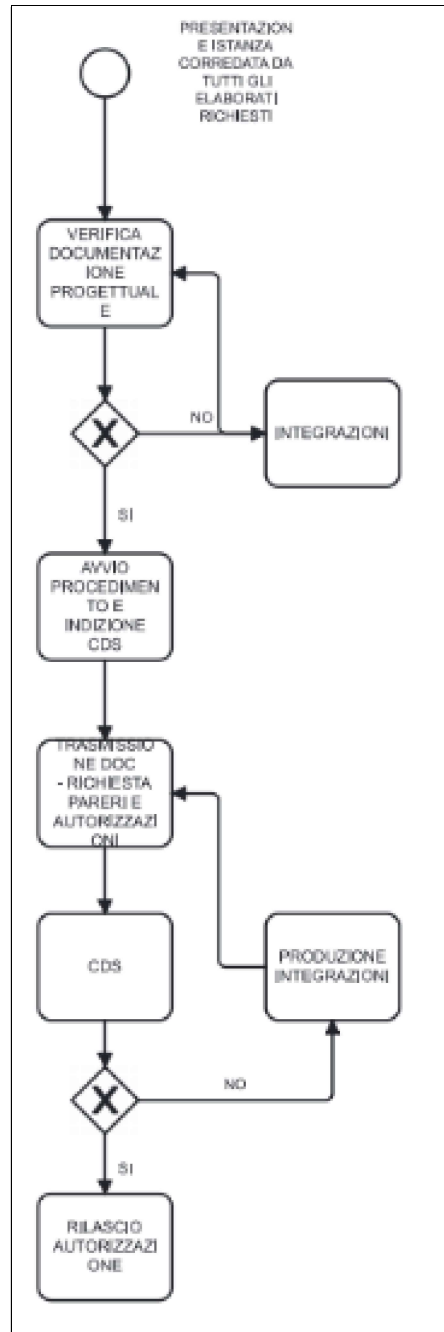 PRESENTAZION
E ISTANZA
CORREDATA DA
TUTTI GLI
ELABORATI
RICHIESTI
VERIFICA
DOCUMENTAZ
IONE
PROGETTUAL
E
NO
INTEGRAZIONI
SI
AVVIO
PROCEDIMEN
TO E
INDIZIONE
CDS
TRASMISSIO
NE DOC
- RICHIESTA
PARERI E
AUTORIZZAZI
ONI
CDS
PRODUZIONE
INTEGRAZIONI
NO
SI
RILASCIO
AUTORIZZAZI
ONE